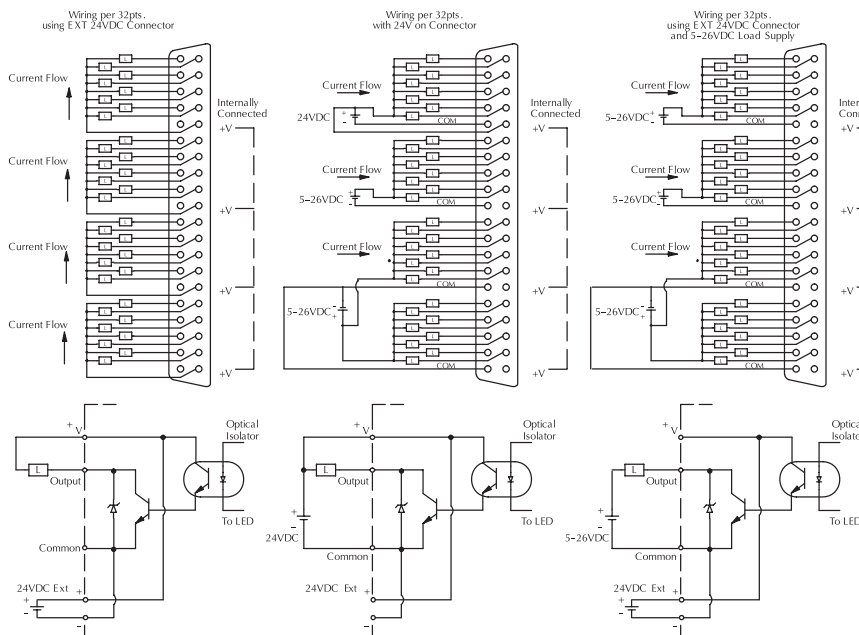 Wiring per 32pts.
using EXT 24VDC Connector
Current Flow
L
L
L
L
L
L
L
L
Internally
Connected
+V
Current Flow
L
L
L
L
L
L
L
L
+V
Current Flow
L
L
L
L
L
L
L
L
+V
Current Flow
L
L
L
L
L
L
L
L
+V
Wiring per 32pts.
with 24V on Connector
Current Flow
L
L
L
L
L
L
L
L
24VDC
+
-
COM
Internally
Connected
+V
Current Flow
L
L
L
L
L
L
L
L
5-26VDC
+
-
COM
+V
Current Flow
L
L
L
L
L
L
L
L
COM
+V
5-26VDC
-
+
L
L
L
L
L
L
L
L
COM
+V
Wiring per 32pts.
using EXT 24VDC Connector
and 5-26VDC Load Supply
Current Flow
L
L
L
L
L
L
L
L
5-26VDC
+
-
COM
Internally
+V
Current Flow
L
L
L
L
L
L
L
L
5-26VDC
+
-
COM
+V
Current Flow
L
L
L
L
L
L
L
L
COM
+V
5-26VDC
-
+
L
L
L
L
L
L
L
L
COM
+V
+
V
Optical
Isolator
L
Output
To LED
Common
24VDC Ext
+
+
-
-
+
V
Optical
Isolator
L
Output
+
-
24VDC
To LED
Common
24VDC Ext
+
-
+
V
Optical
Isolator
L
Output
+
-
5-26VDC
To LED
Common
24VDC Ext
+
+
-
-